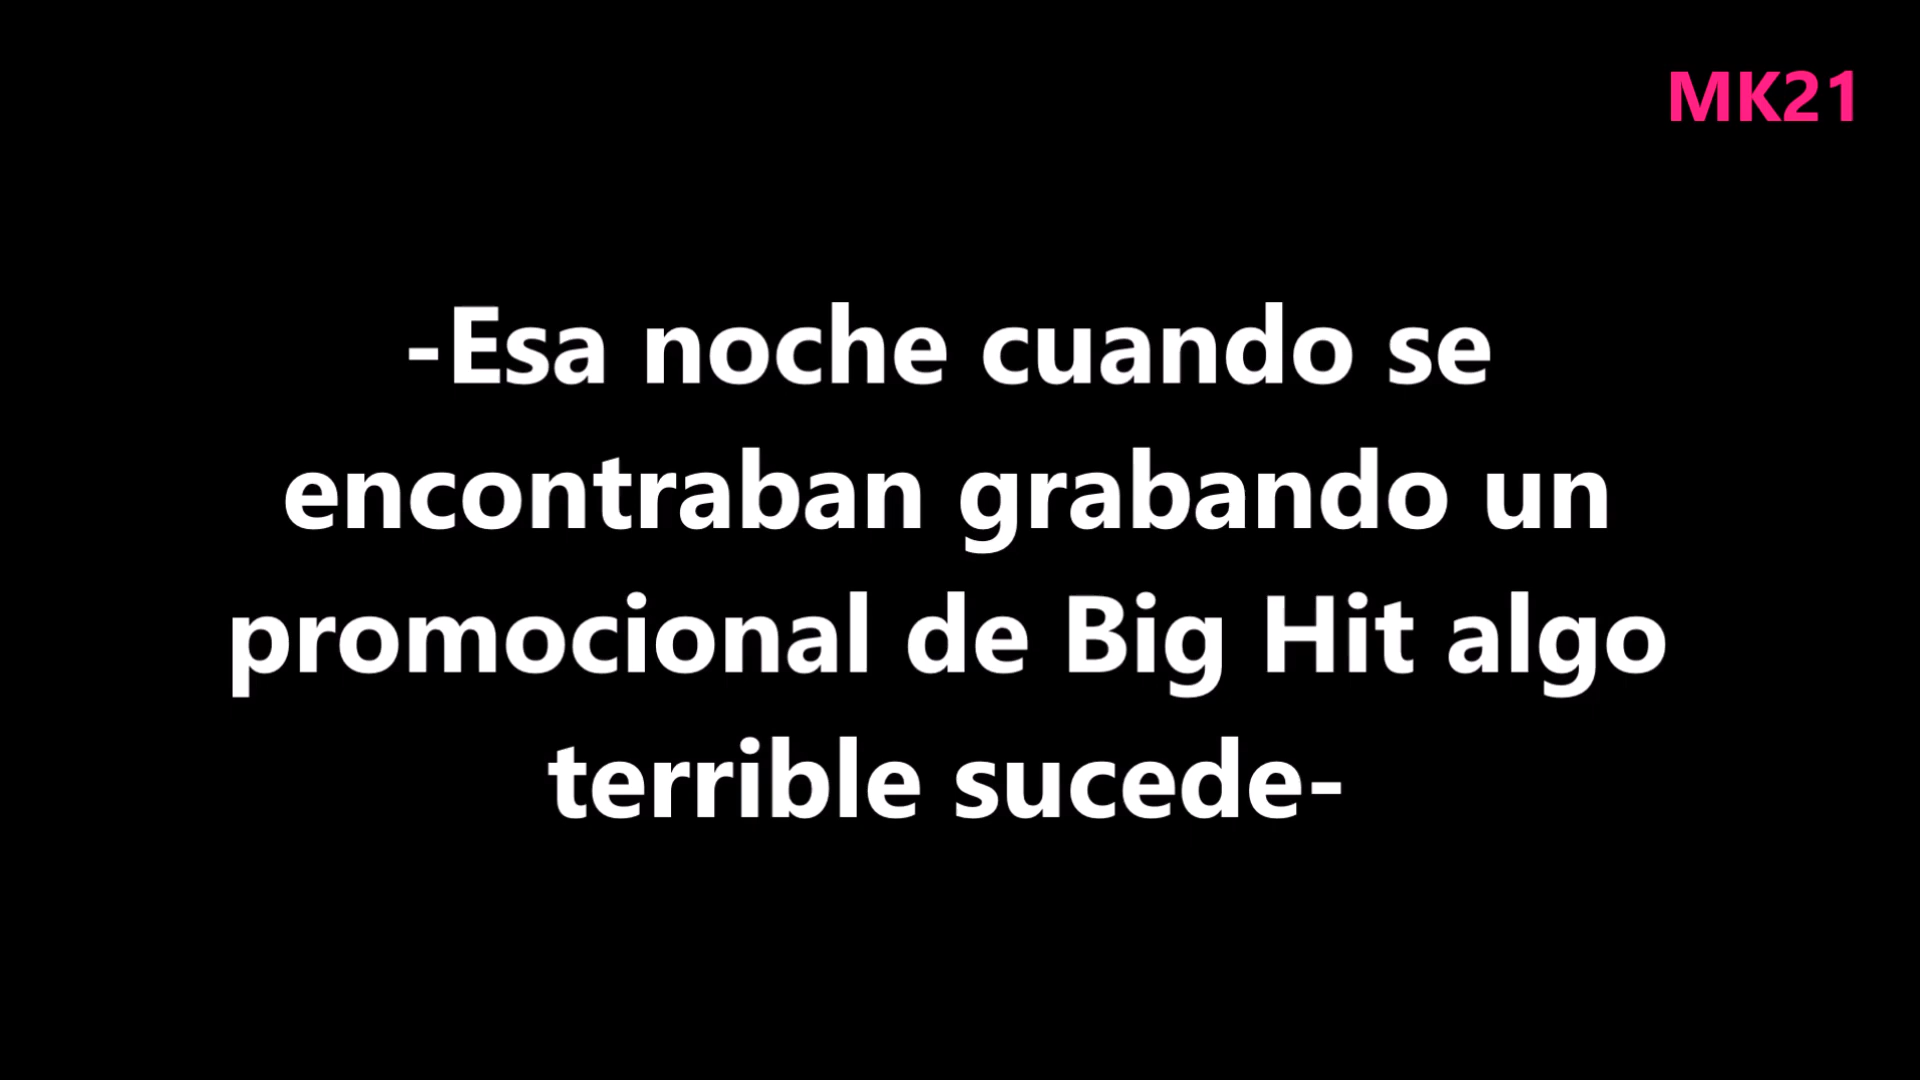 MK21
-Esa noche cuando se
encontraban grabando un
promocional de Big Hit algo
terrible sucede-